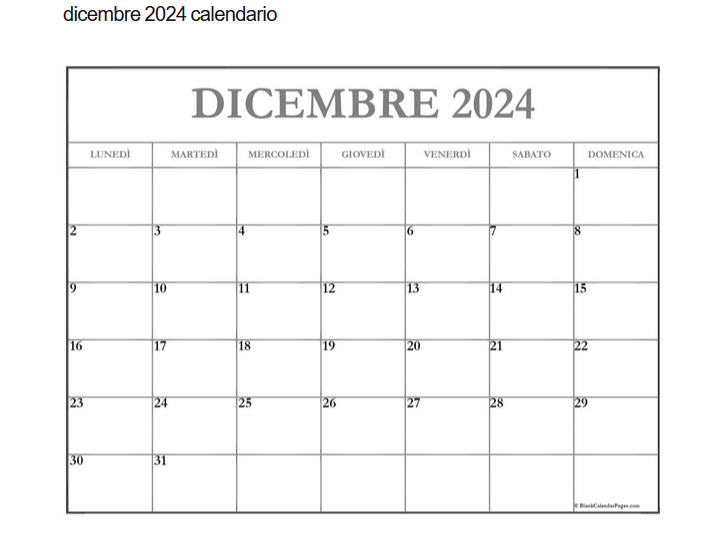 dicembre 2024 calendario
DICEMBRE 2024
LUNEDÌ MARTEDÌ MERCOLEDÌ GIOVEDÌ VENERDÌ SABATO DOMENICA
1
2 3 4 5 6 7 8
9 10 11 12 13 14 15
16 17 18 19 20 21 22
23 24 25 26 27 28 29
30 31
© BlankCalendarPages.com